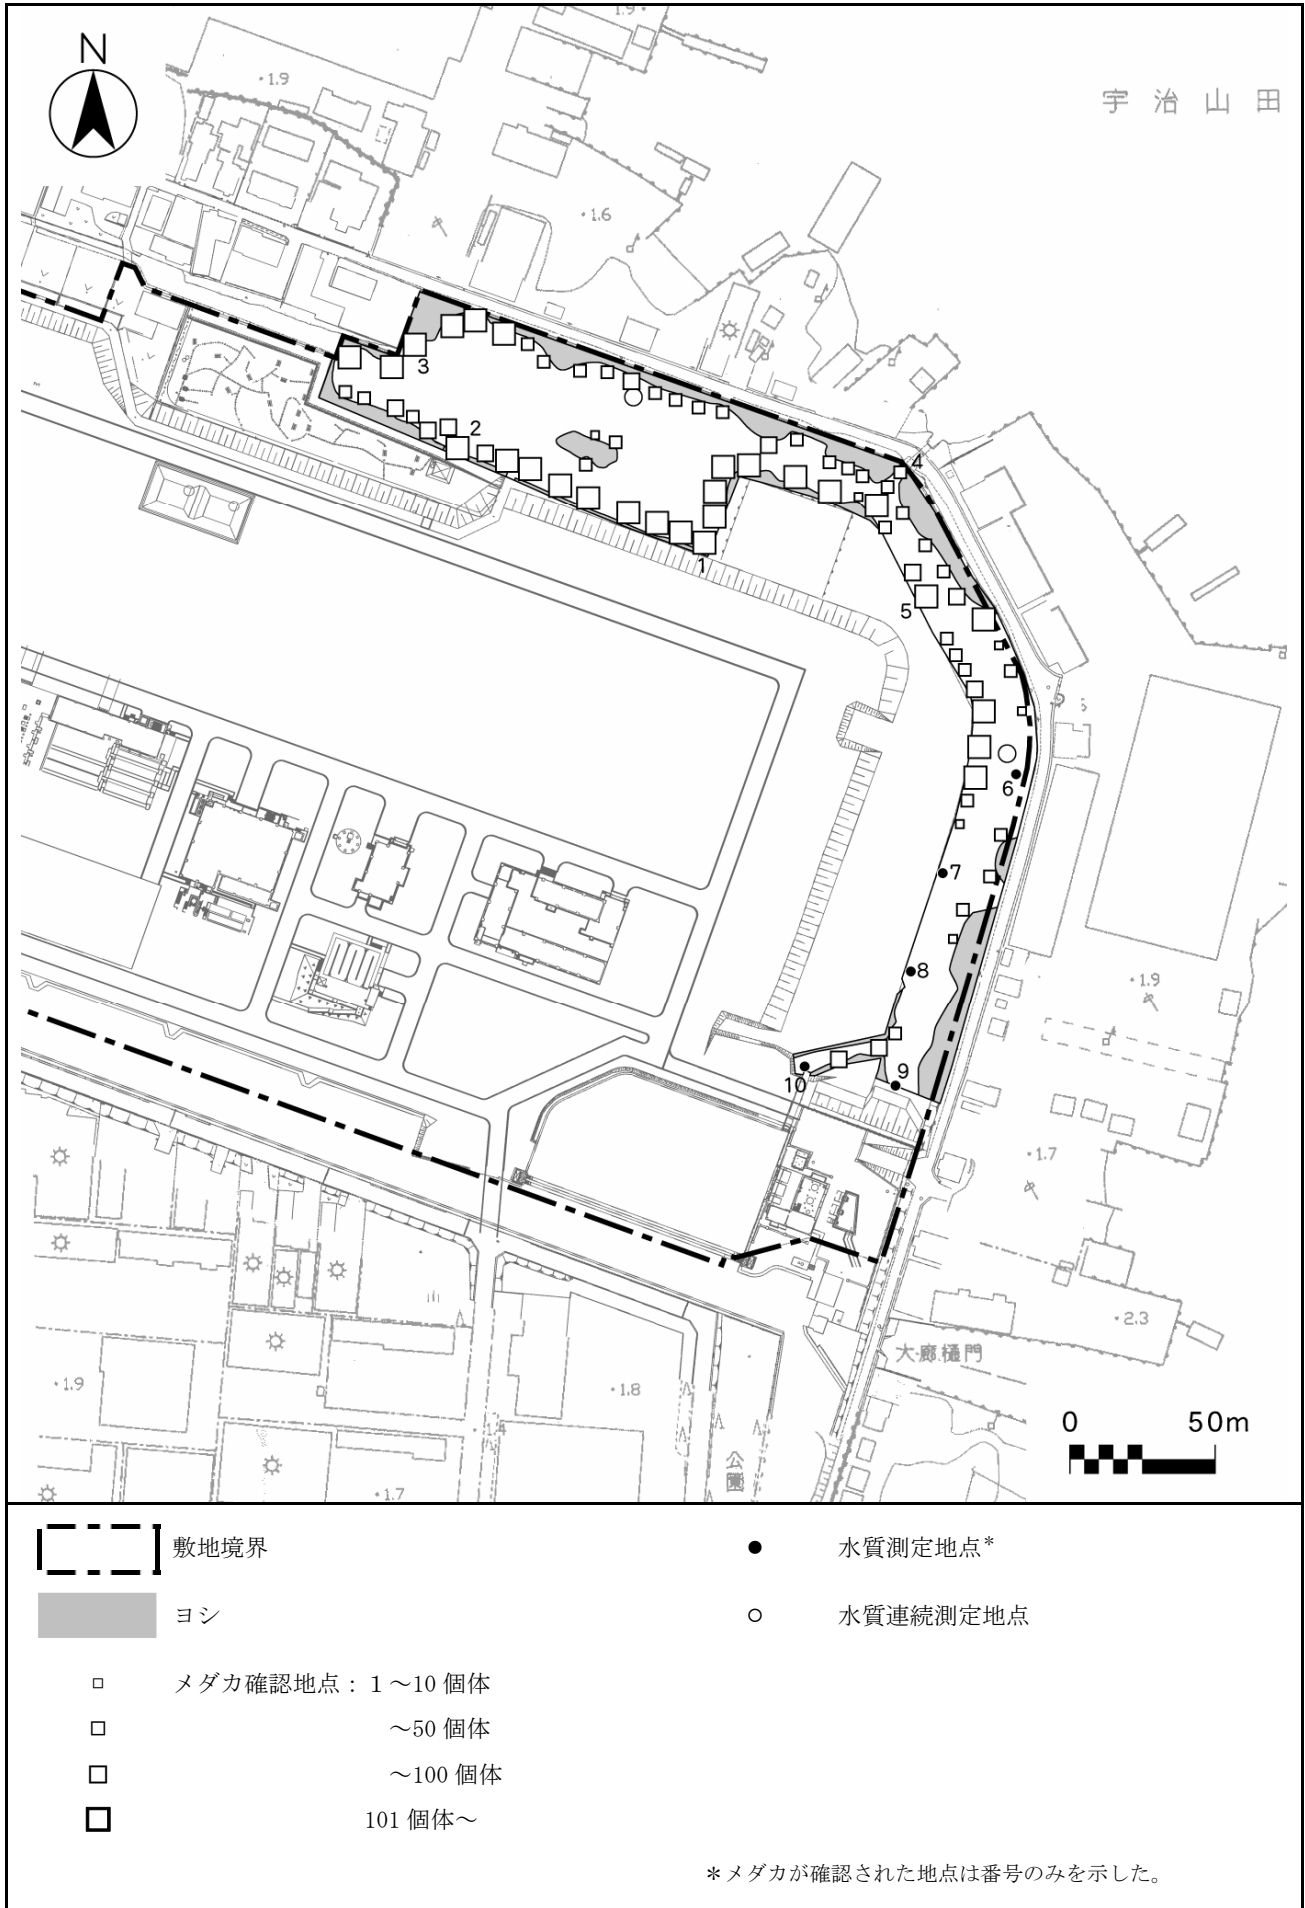 N
宇治山田
・1.9
・1.9
・1.6
3
2
4
1
5
6
7
8
9
10
・1.9
・1.7
・2.3
大廊樋門
・1.9
・1.8
公園
・1.7
0 50m
敷地境界
ヨシ
メダカ確認地点：1～10 個体
～50 個体
～100 個体
101 個体～
● 水質測定地点*
○ 水質連続測定地点
＊メダカが確認された地点は番号のみを示した。